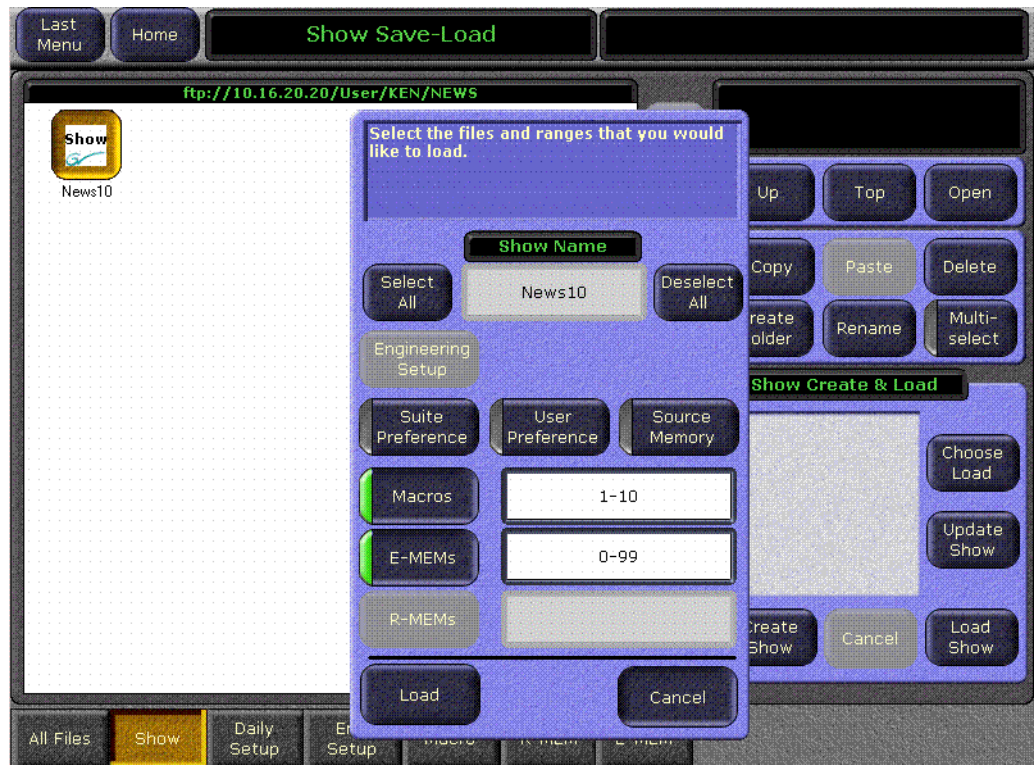 Last
Menu
Home
Show Save-Load
ftp://10.16.20.20/User/KEN/NEWS
Show
News10
Select the files and ranges that you would
like to load.
Show Name
Select
All
News10
Deselect
All
Engineering
Setup
Suite
Preference
User
Preference
Source
Memory
Macros
1-10
E-MEMs
0-99
R-MEMs
Load
Cancel
Up
Top
Open
Copy
Paste
Delete
reate
older
Rename
Multi-
select
Show Create & Load
Choose
Load
Update
Show
Create
Show
Cancel
Load
Show
All Files
Show
Daily
Setup
Setup